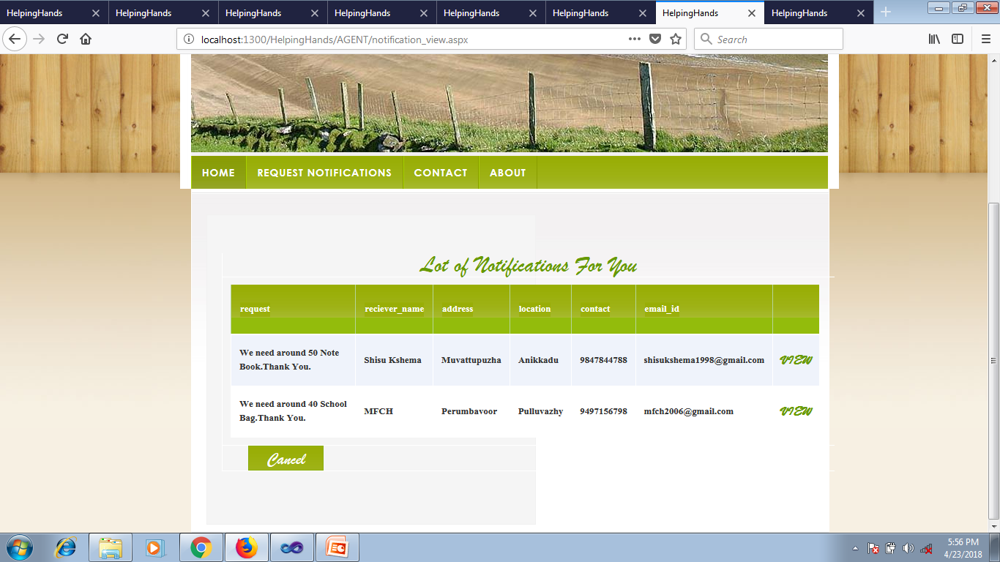 HelpingHands HelpingHands HelpingHands HelpingHands HelpingHands HelpingHands HelpingHands HelpingHands
localhost:1300/HelpingHands/AGENT/notification_view.aspx Search
HOME REQUEST NOTIFICATIONS CONTACT ABOUT
Lot of Notifications For You
request reciever_name address location contact email_id
We need around 50 Note
Book.Thank You. Shisu Kshema Muvattupuzha Anikkadu 9847844788 shisukshema1998@gmail.com VIEW
We need around 40 School
Bag.Thank You. MFCH Perumbavoor Pulluvazhy 9497156798 mfch2006@gmail.com VIEW
Cancel
5:56 PM
4/23/2018